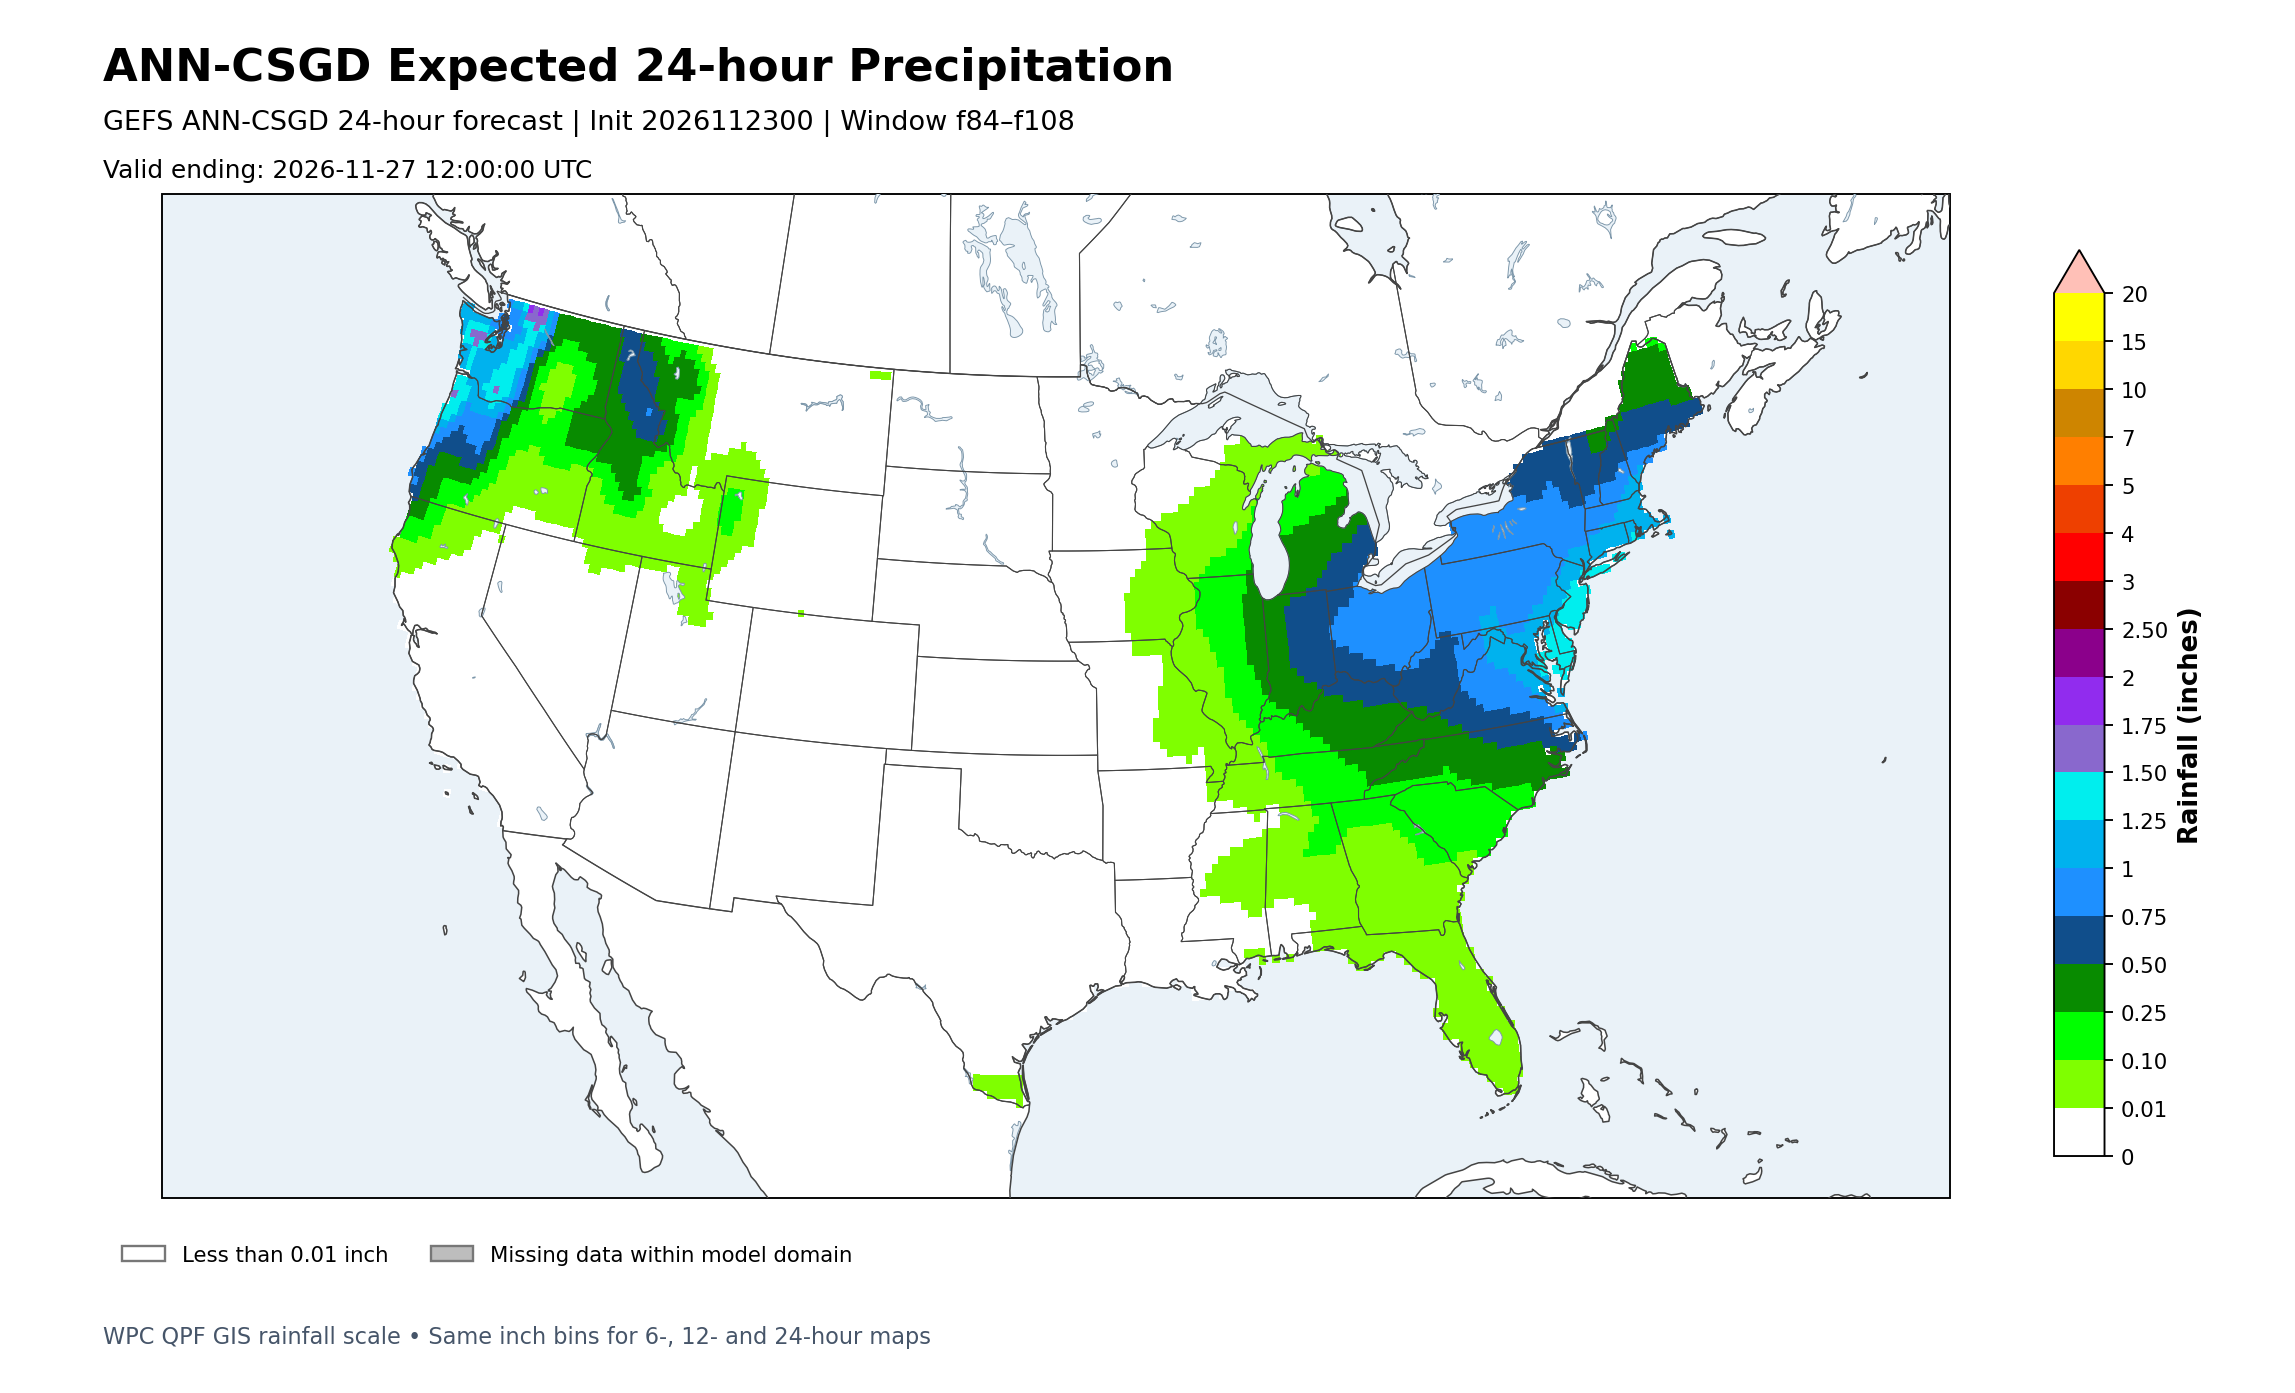 ANN-CSGD Expected 24-hour Precipitation
GEFS ANN-CSGD 24-hour forecast | Init 2026112300 | Window f84–f108
Valid ending: 2026-11-27 12:00:00 UTC
20
15
10
7
5
4
3
2.50
2
1.75
1.50
1.25
1
0.75
0.50
0.25
0.10
0.01
0
Rainfall (inches)
Less than 0.01 inch
Missing data within model domain
WPC QPF GIS rainfall scale • Same inch bins for 6-, 12- and 24-hour maps